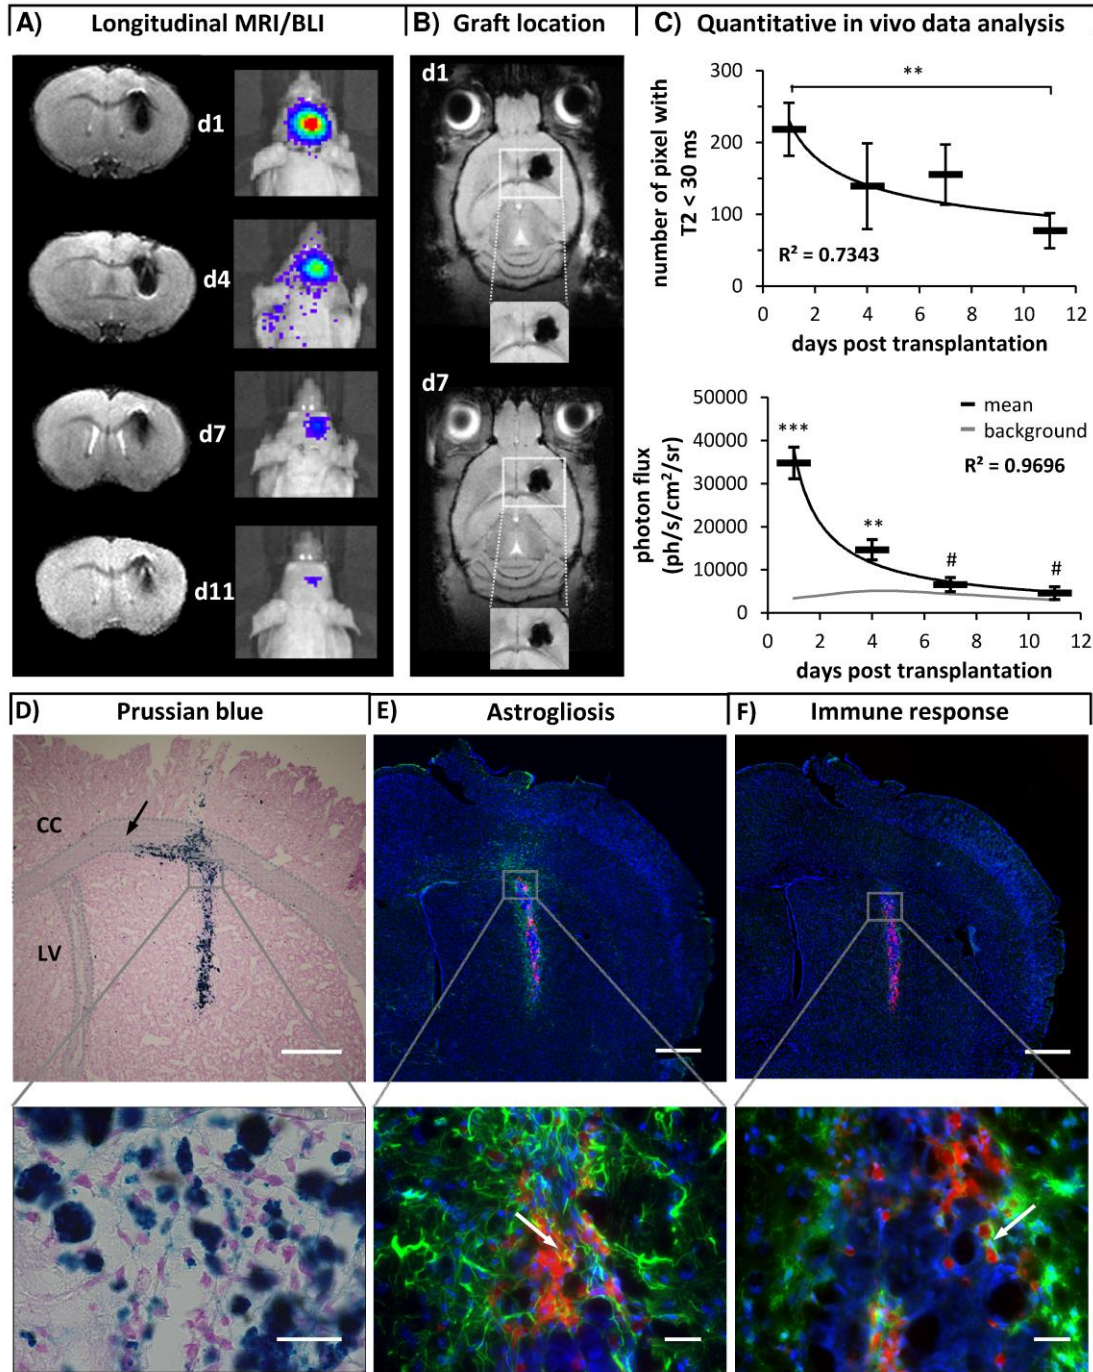 A) Longitudinal MRI/BLI
d1
d4
d7
d11
B) Graft location
d1
d7
C) Quantitative in vivo data analysis
number of pixel with
T2 < 30 ms
300
200
150
100
0
**
R² = 0.7343
0 2 4 6 8 10 12
days post transplantation
photon flux
(ph/s/cm²/sr)
50000
40000
30000
20000
10000
0
mean
background
R² = 0.9696
***
**
#
#
0 2 4 6 8 10 12
days post transplantation
D) Prussian blue
CC
LV
E) Astrogliosis
F) Immune response